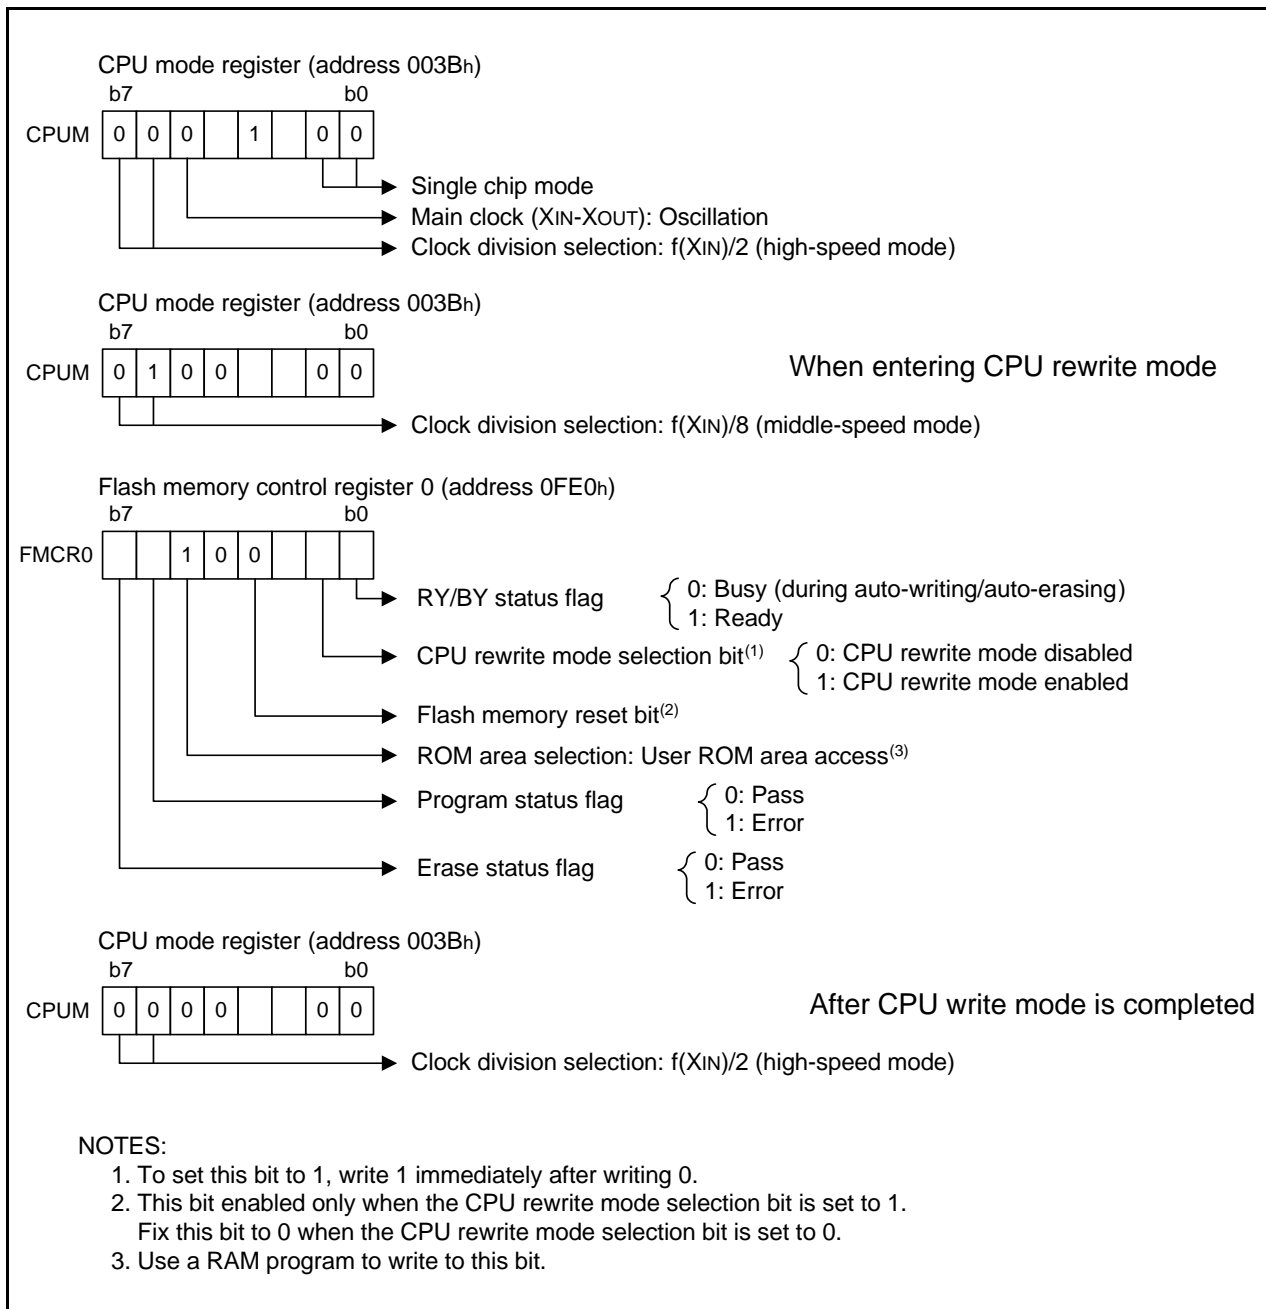 CPU mode register (address 003Bh)
b7 b0
CPUM 0 0 0 1 0 0
Single chip mode
Main clock (XIN-XOUT): Oscillation
Clock division selection: f(XIN)/2 (high-speed mode)
CPU mode register (address 003Bh)
b7 b0
CPUM 0 1 0 0 0 0
When entering CPU rewrite mode
Clock division selection: f(XIN)/8 (middle-speed mode)
Flash memory control register 0 (address 0FE0h)
b7 b0
FMCR0 1 0 0
RY/BY status flag
0: Busy (during auto-writing/auto-erasing)
1: Ready
CPU rewrite mode selection bit(1)
0: CPU rewrite mode disabled
1: CPU rewrite mode enabled
Flash memory reset bit(2)
ROM area selection: User ROM area access(3)
Program status flag
0: Pass
1: Error
Erase status flag
0: Pass
1: Error
CPU mode register (address 003Bh)
b7 b0
CPUM 0 0 0 0 0 0
After CPU write mode is completed
Clock division selection: f(XIN)/2 (high-speed mode)
NOTES:
1. To set this bit to 1, write 1 immediately after writing 0.
2. This bit enabled only when the CPU rewrite mode selection bit is set to 1.
Fix this bit to 0 when the CPU rewrite mode selection bit is set to 0.
3. Use a RAM program to write to this bit.